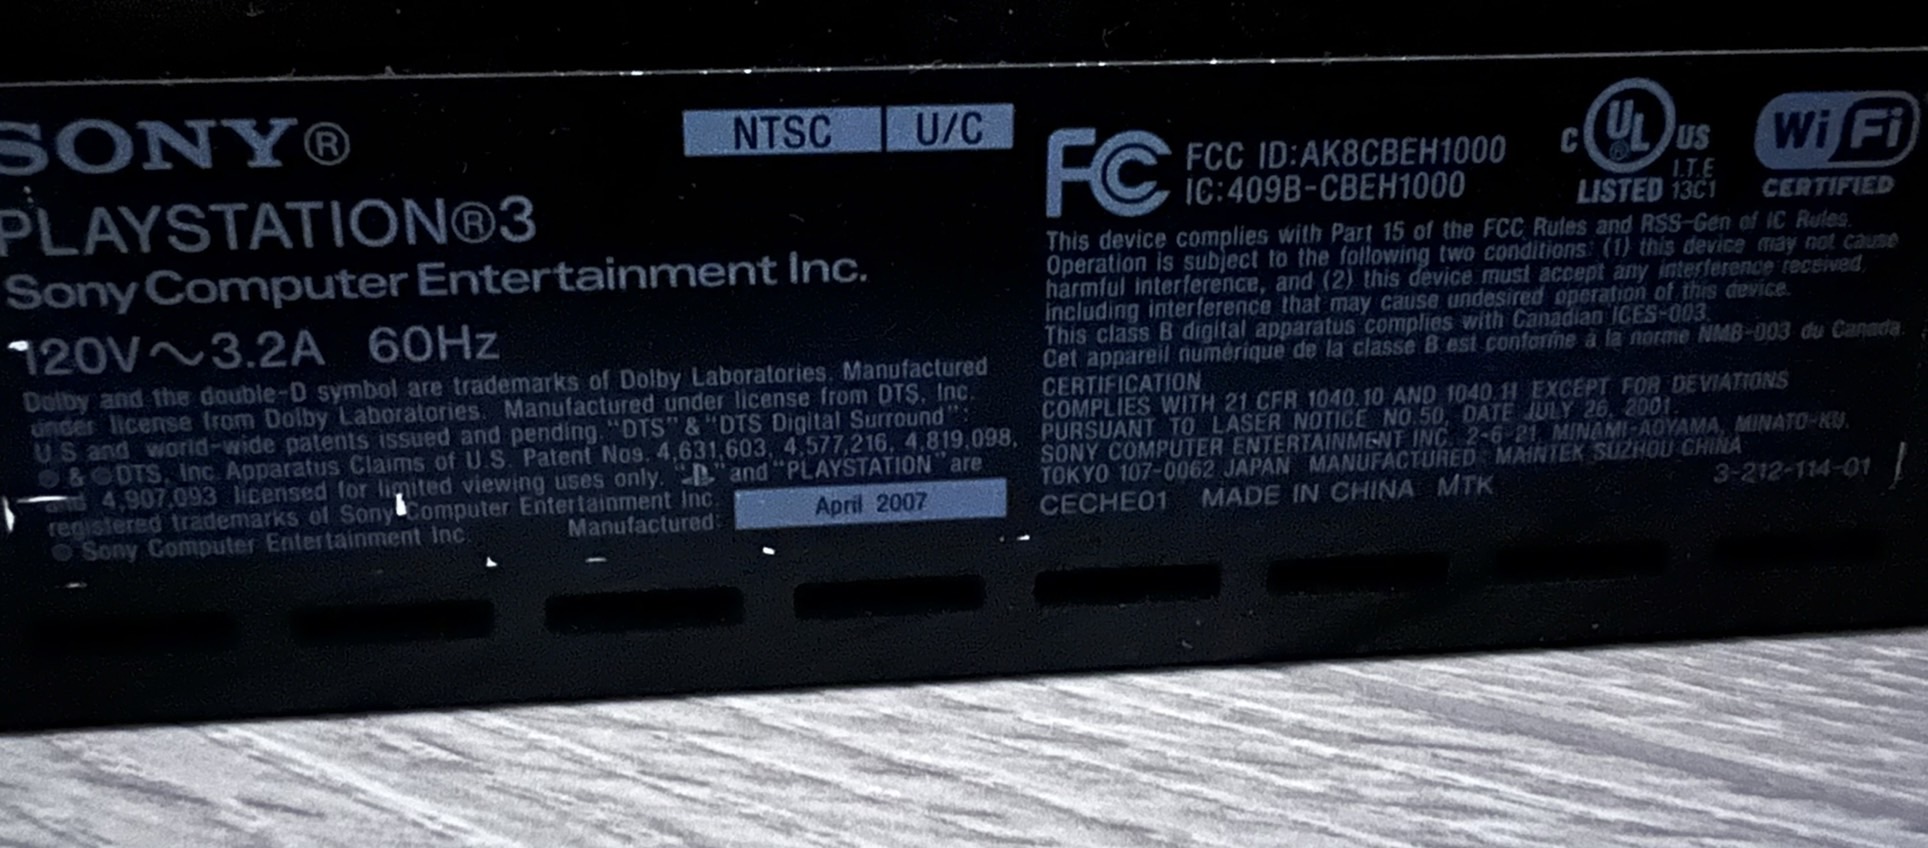 SONY®
NTSC U/C
PLAYSTATION®3
Sony Computer Entertainment Inc.
120V～3.2A 60Hz
Dolby and the double-D symbol are trademarks of Dolby Laboratories. Manufactured
under license from Dolby Laboratories. Manufactured under license from DTS, Inc.
U.S and world-wide patents issued and pending. "DTS" & "DTS Digital Surround";
℗ & ©DTS, Inc Apparatus Claims of U.S. Patent Nos. 4,631,603, 4,577,216, 4,819,098,
and 4,907,093 licensed for limited viewing uses only. " " and "PLAYSTATION" are
registered trademarks of Sony Computer Entertainment Inc.
© Sony Computer Entertainment Inc. Manufactured: April 2007
FC FCC ID:AK8CBEH1000
IC:409B-CBEH1000
C UL® US
LISTED I.T.E 13C1
Wi Fi
CERTIFIED
This device complies with Part 15 of the FCC Rules and RSS-Gen of IC Rules.
Operation is subject to the following two conditions: (1) this device may not cause
harmful interference, and (2) this device must accept any interference received,
including interference that may cause undesired operation of this device.
This class B digital apparatus complies with Canadian ICES-003.
Cet appareil numérique de la classe B est conforme à la norme NMB-003 du Canada.
CERTIFICATION
COMPLIES WITH 21 CFR 1040.10 AND 1040.11 EXCEPT FOR DEVIATIONS
PURSUANT TO LASER NOTICE NO.50, DATE JULY 26, 2001.
SONY COMPUTER ENTERTAINMENT INC. 2-6-21, MINAMI-AOYAMA, MINATO-KU,
TOKYO 107-0062 JAPAN MANUFACTURED: MAINTEK SUZHOU CHINA
CECHE01 MADE IN CHINA MTK 3-212-114-01